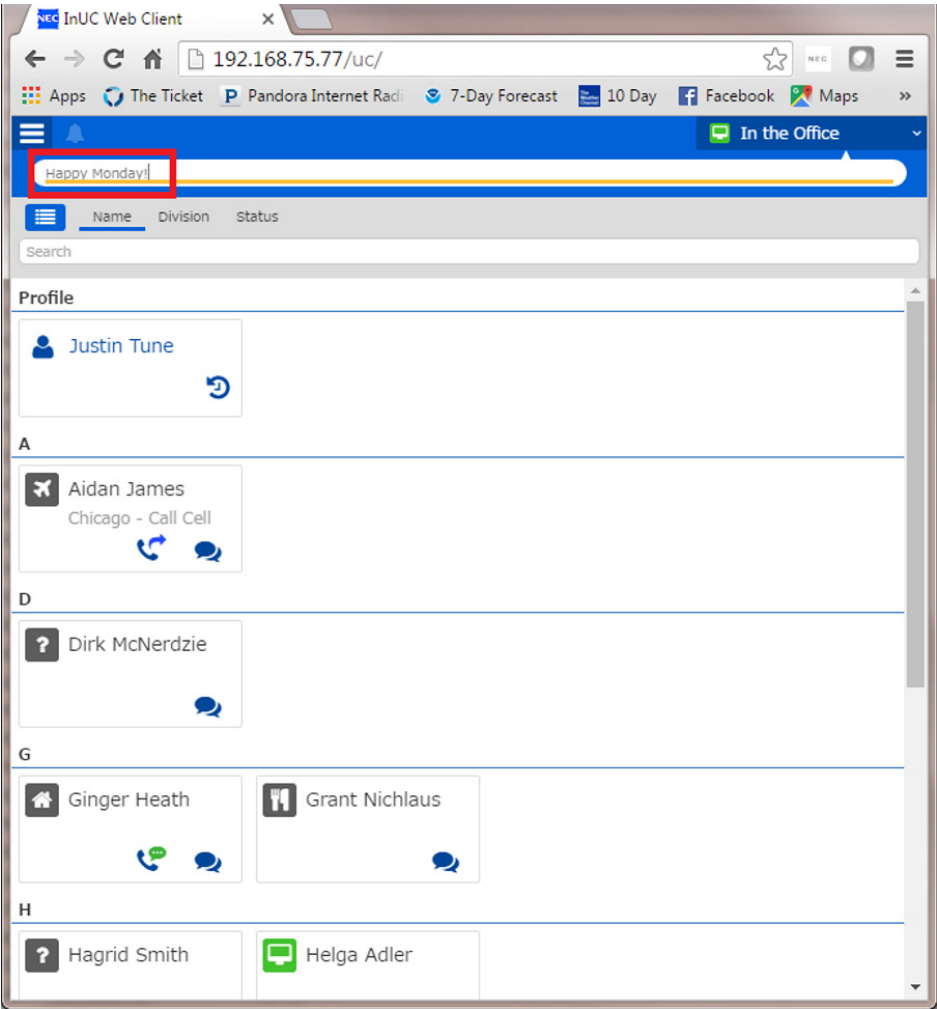 NEC InUC Web Client
192.168.75.77/uc/
NEC
Apps The Ticket P Pandora Internet Radi 7-Day Forecast 10 Day Facebook Maps »
In the Office
Happy Monday!
Name Division Status
Search
Profile
Justin Tune
A
Aidan James
Chicago - Call Cell
D
? Dirk McNerdzie
G
Ginger Heath Grant Nichlaus
H
? Hagrid Smith Helga Adler